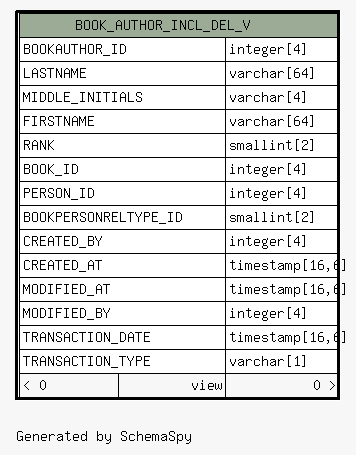 BOOK_AUTHOR_INCL_DEL_V
BOOKAUTHOR_ID integer[4]
LASTNAME varchar[64]
MIDDLE_INITIALS varchar[4]
FIRSTNAME varchar[64]
RANK smallint[2]
BOOK_ID integer[4]
PERSON_ID integer[4]
BOOKPERSONRELTYPE_ID smallint[2]
CREATED_BY integer[4]
CREATED_AT timestamp[16,6]
MODIFIED_AT timestamp[16,6]
MODIFIED_BY integer[4]
TRANSACTION_DATE timestamp[16,6]
TRANSACTION_TYPE varchar[1]
< 0 view 0 >
Generated by SchemaSpy